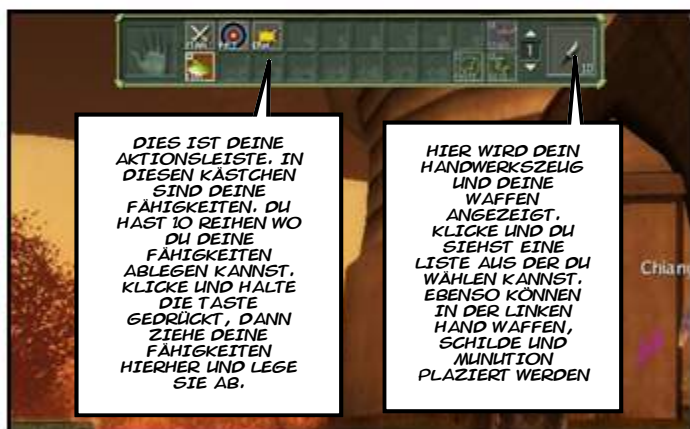 1
10
DIES IST DEINE
AKTIONSLEISTE. IN
DIESEN KÄSTCHEN
SIND DEINE
FÄHIGKEITEN. DU
HAST 10 REIHEN WO
DU DEINE
FÄHIGKEITEN
ABLEGEN KANNST.
KLICKE UND HALTE
DIE TASTE
GEDRÜCKT, DANN
ZIEHE DEINE
FÄHIGKEITEN
HIERHER UND LEGE
SIE AB.
HIER WIRD DEIN
HANDWERKSZEUG
UND DEINE
WAFFEN
ANGEZEIGT.
KLICKE UND DU
SIEHST EINE
LISTE AUS DER DU
WÄHLEN KANNST.
EBENSO KÖNNEN
IN DER LINKEN
HAND WAFFEN,
SCHILDE UND
MUNUTION
PLAZIERT WERDEN
Chiang